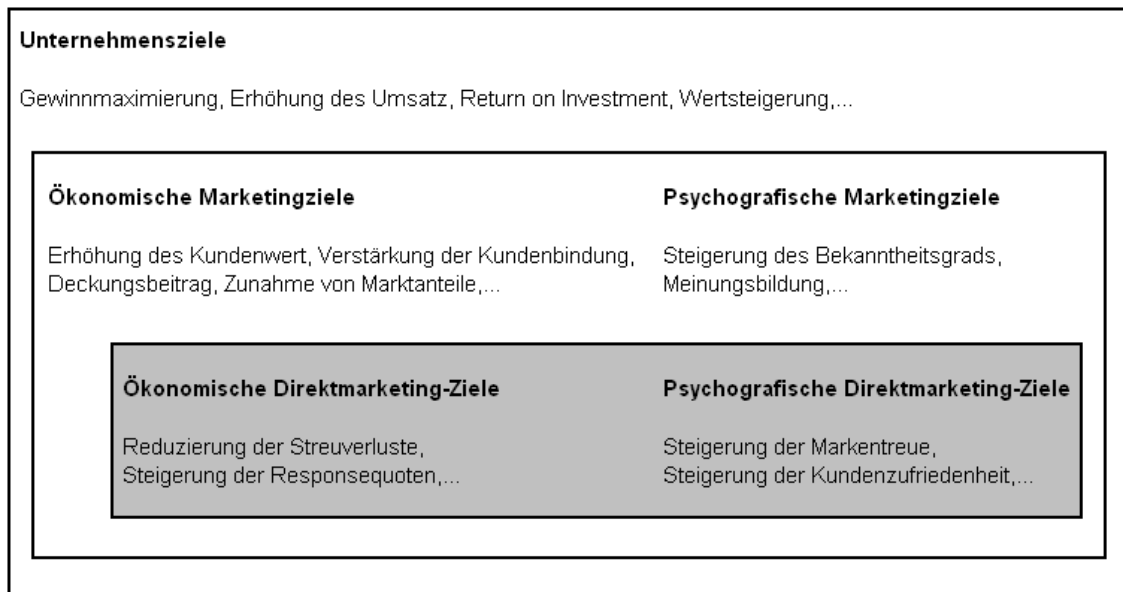 Unternehmensziele
Gewinnmaximierung, Erhöhung des Umsatz, Return on Investment, Wertsteigerung,...
Ökonomische Marketingziele
Erhöhung des Kundenwert, Verstärkung der Kundenbindung,
Deckungsbeitrag, Zunahme von Marktanteile,...
Psychografische Marketingziele
Steigerung des Bekanntheitsgrads,
Meinungsbildung,...
Ökonomische Direktmarketing-Ziele
Reduzierung der Streuverluste,
Steigerung der Responsequoten,...
Psychografische Direktmarketing-Ziele
Steigerung der Markentreue,
Steigerung der Kundenzufriedenheit,...